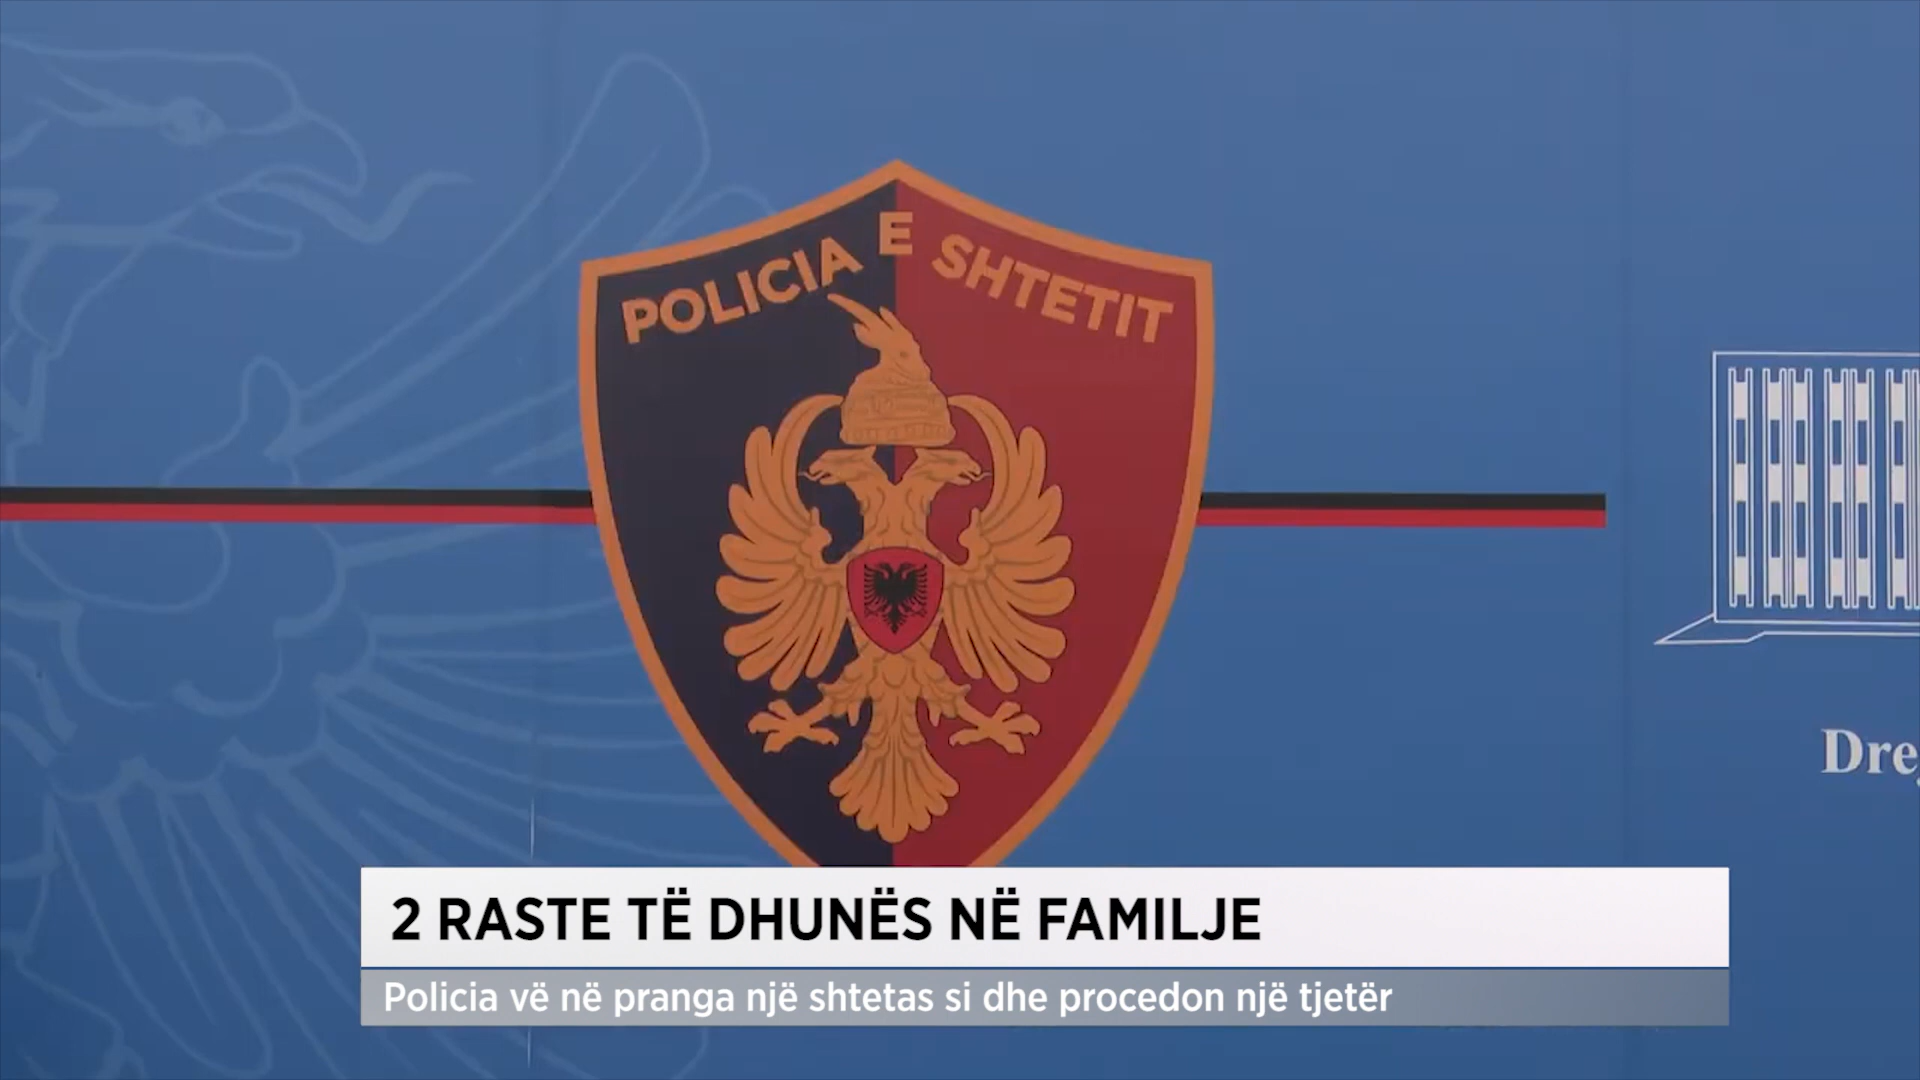 POLICIA E SHTETIT
2 RASTE TË DHUNËS NË FAMILJE
Policia vë në pranga një shtetas si dhe procedon një tjetër